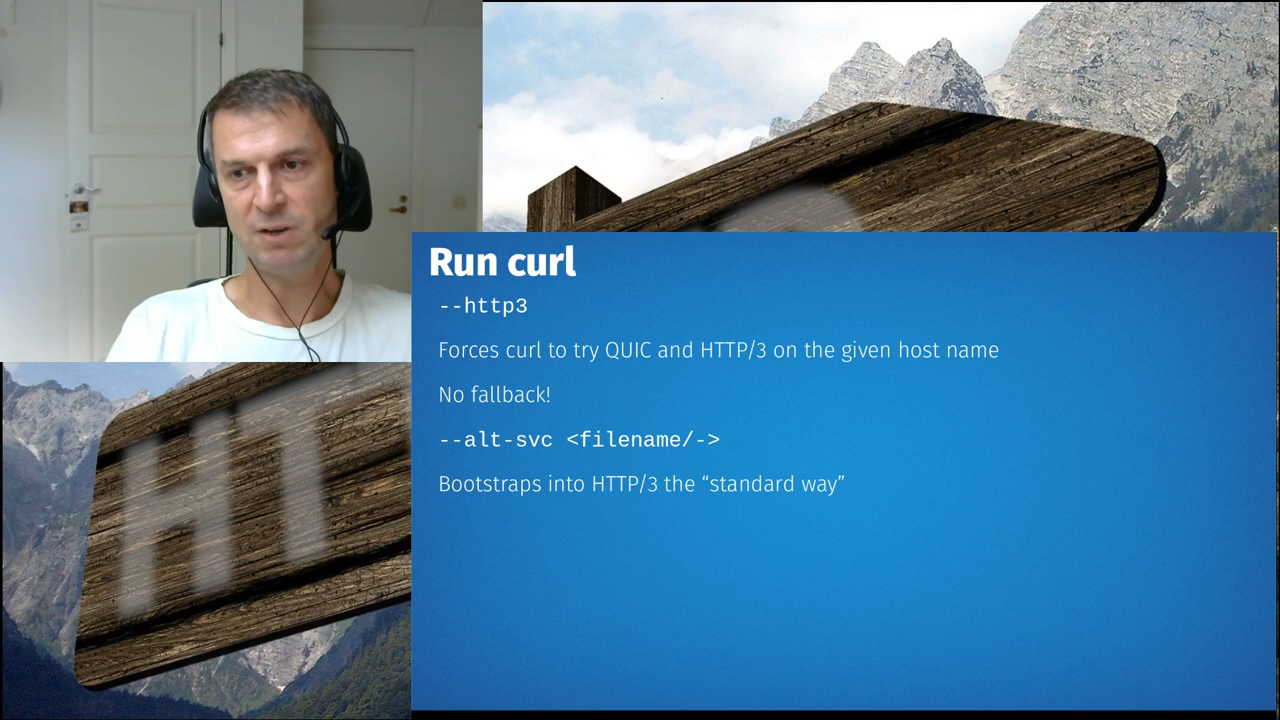 Run curl
--http3
Forces curl to try QUIC and HTTP/3 on the given host name
No fallback!
--alt-svc <filename/->
Bootstraps into HTTP/3 the “standard way”
HT